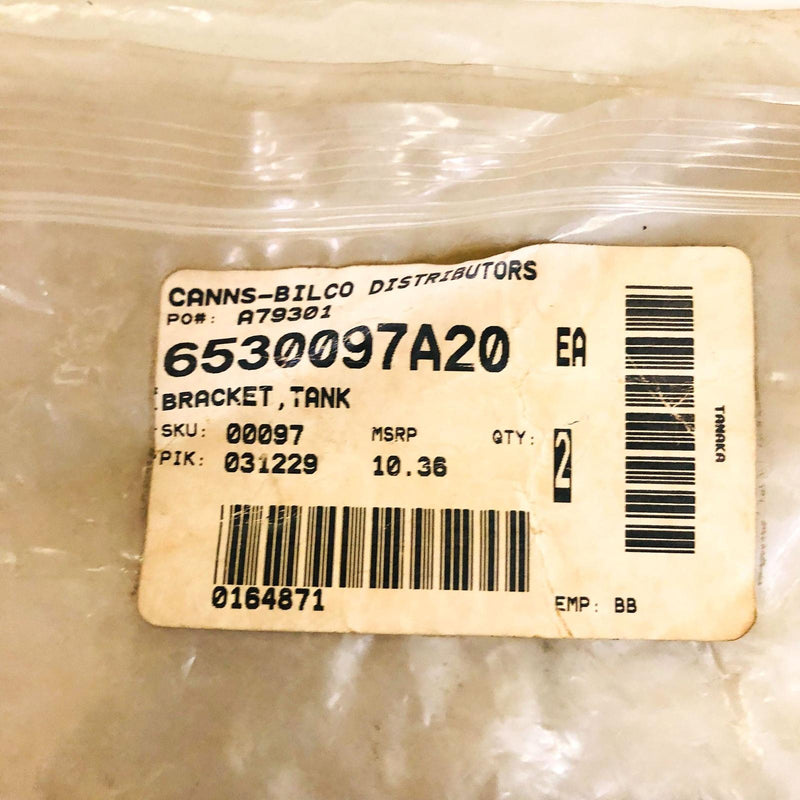 CANNS-BILCO DISTRIBUTORS
PO#: A79301
6530097A20 EA
BRACKET,TANK
SKU: 00097 MSRP QTY: 2
PIK: 031229 10.36
0164871
EMP: BB
TANAKA